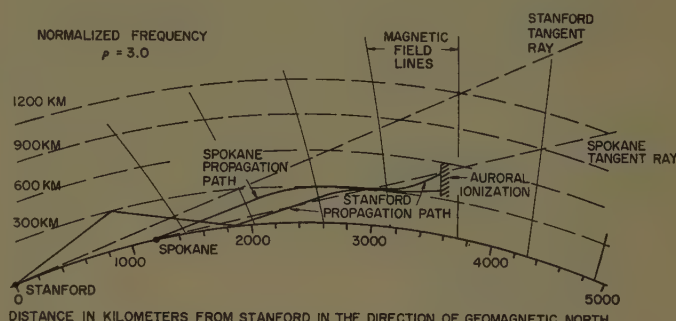 NORMALIZED FREQUENCY
ρ = 3.0
MAGNETIC
FIELD
LINES
STANFORD
TANGENT
RAY
1200 KM
900KM
600 KM
300KM
SPOKANE
PROPAGATION
PATH
SPOKANE
TANGENT RAY
AURORAL
IONIZATION
STANFORD
PROPAGATION PATH
SPOKANE
STANFORD
0
1000
2000
3000
4000
5000
DISTANCE IN KILOMETERS FROM STANFORD IN THE DIRECTION OF GEOMAGNETIC NORTH